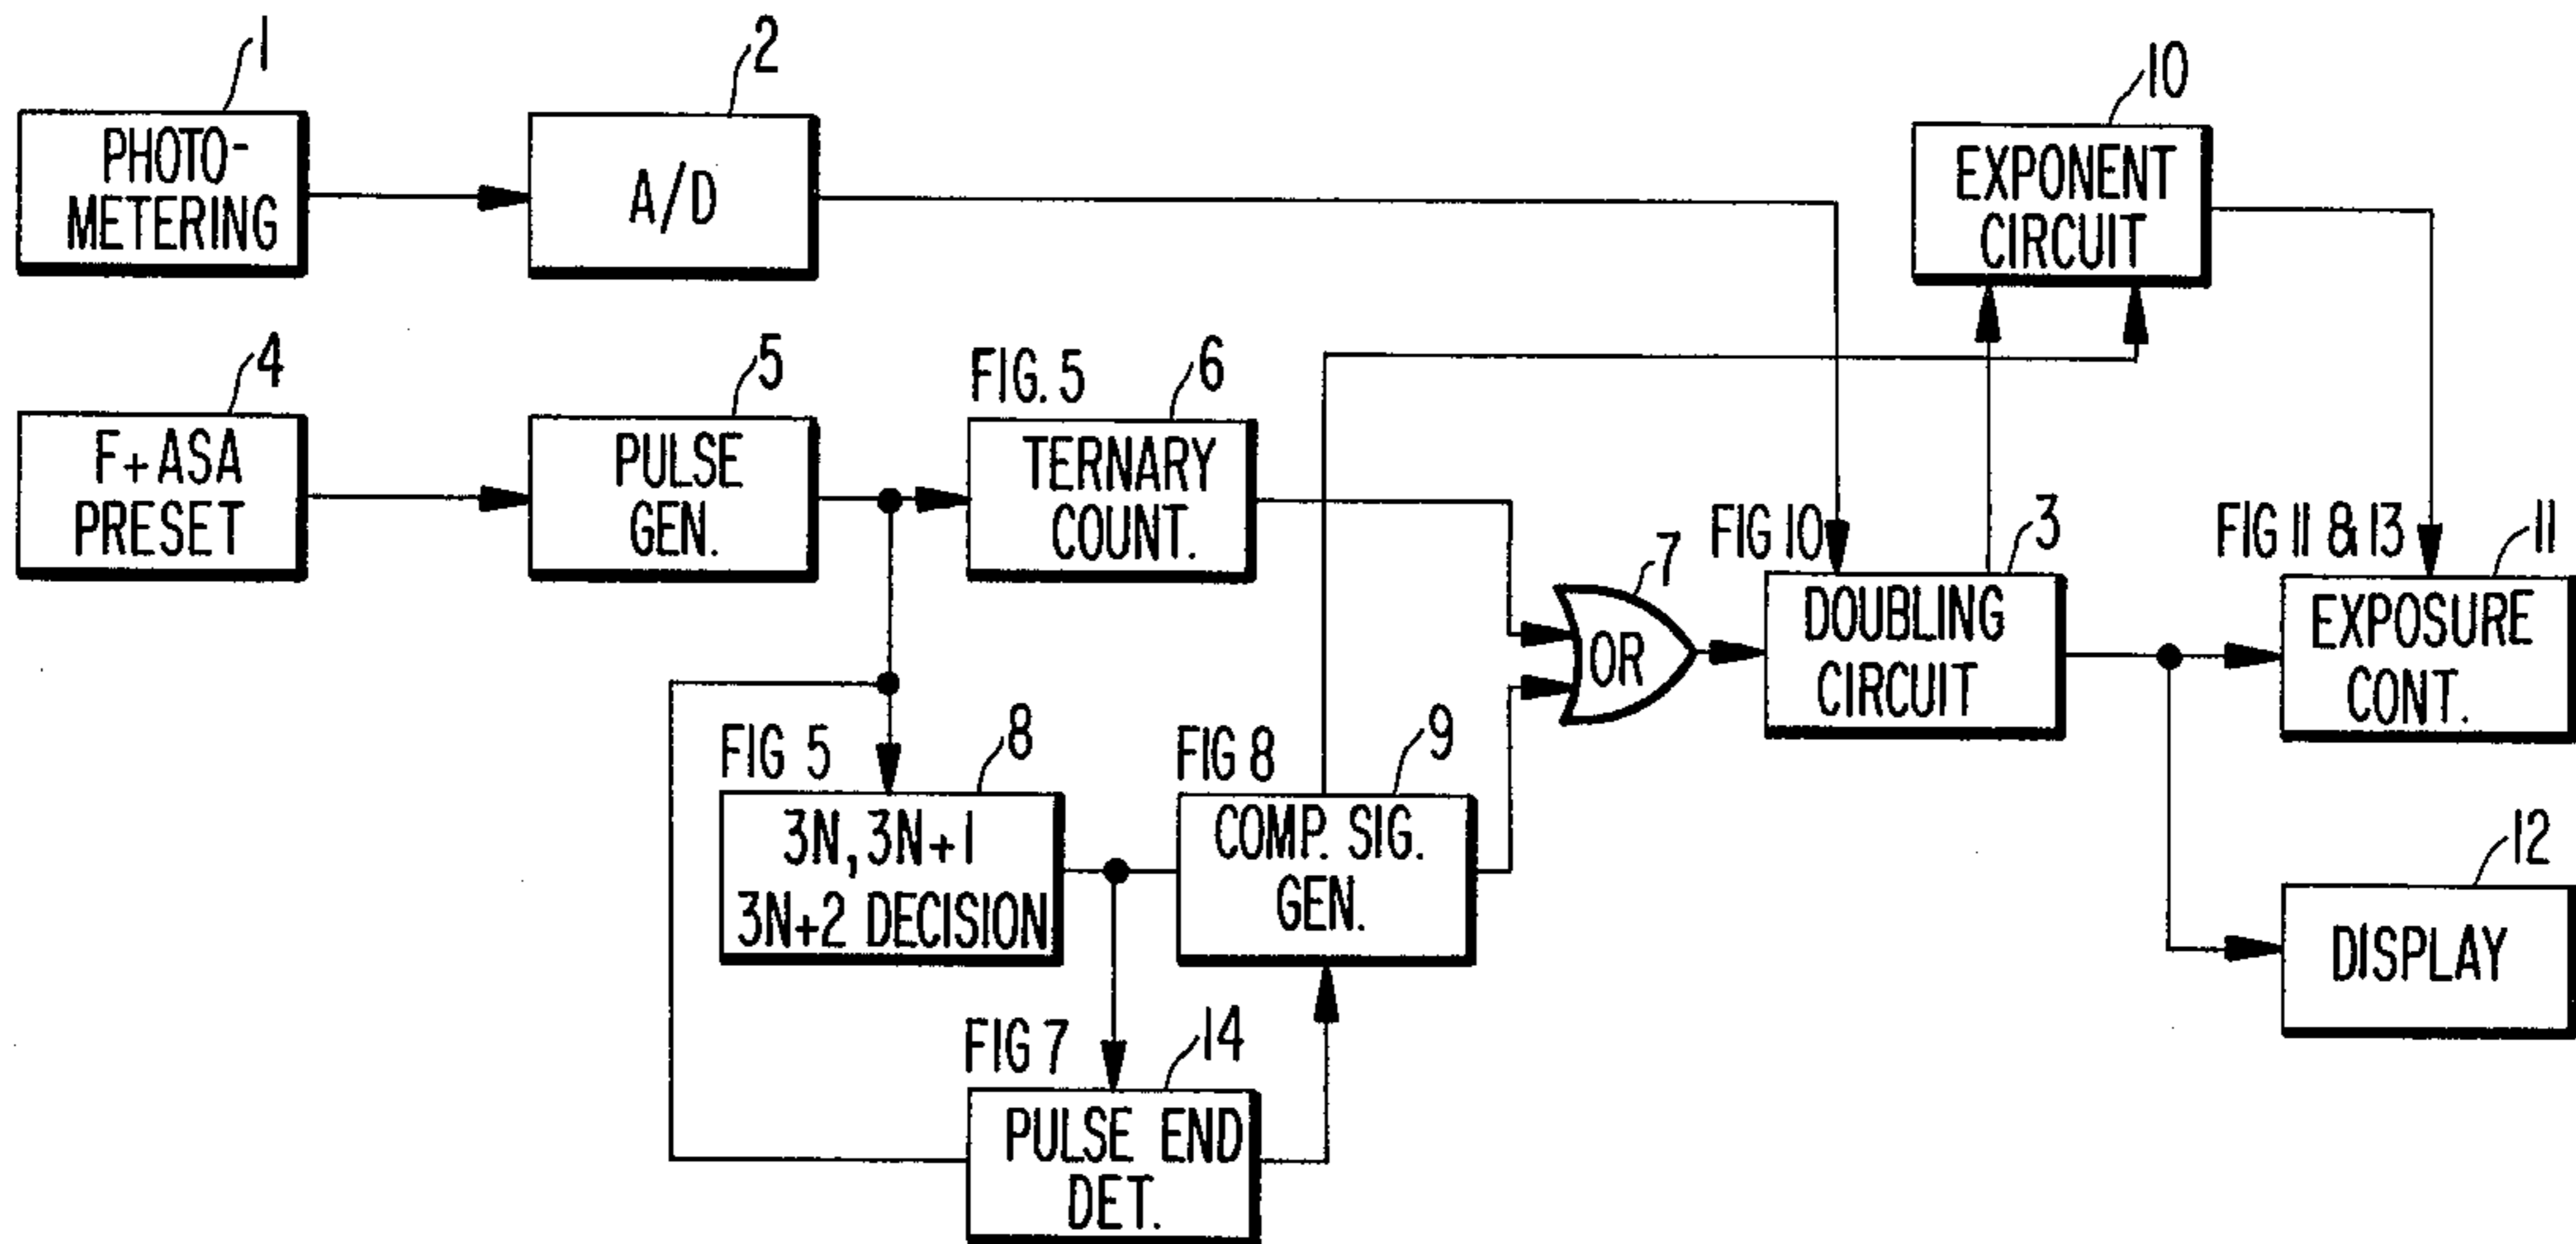 1
PHOTO-
METERING
2
A/D
10
EXPONENT
CIRCUIT
4
F+ASA
PRESET
5
PULSE
GEN.
FIG. 5
6
TERNARY
COUNT.
7
OR
FIG 10
3
DOUBLING
CIRCUIT
FIG 11 & 13
11
EXPOSURE
CONT.
FIG 5
8
3N, 3N+1
3N+2 DECISION
FIG 8
9
COMP. SIG.
GEN.
12
DISPLAY
FIG 7
14
PULSE END
DET.